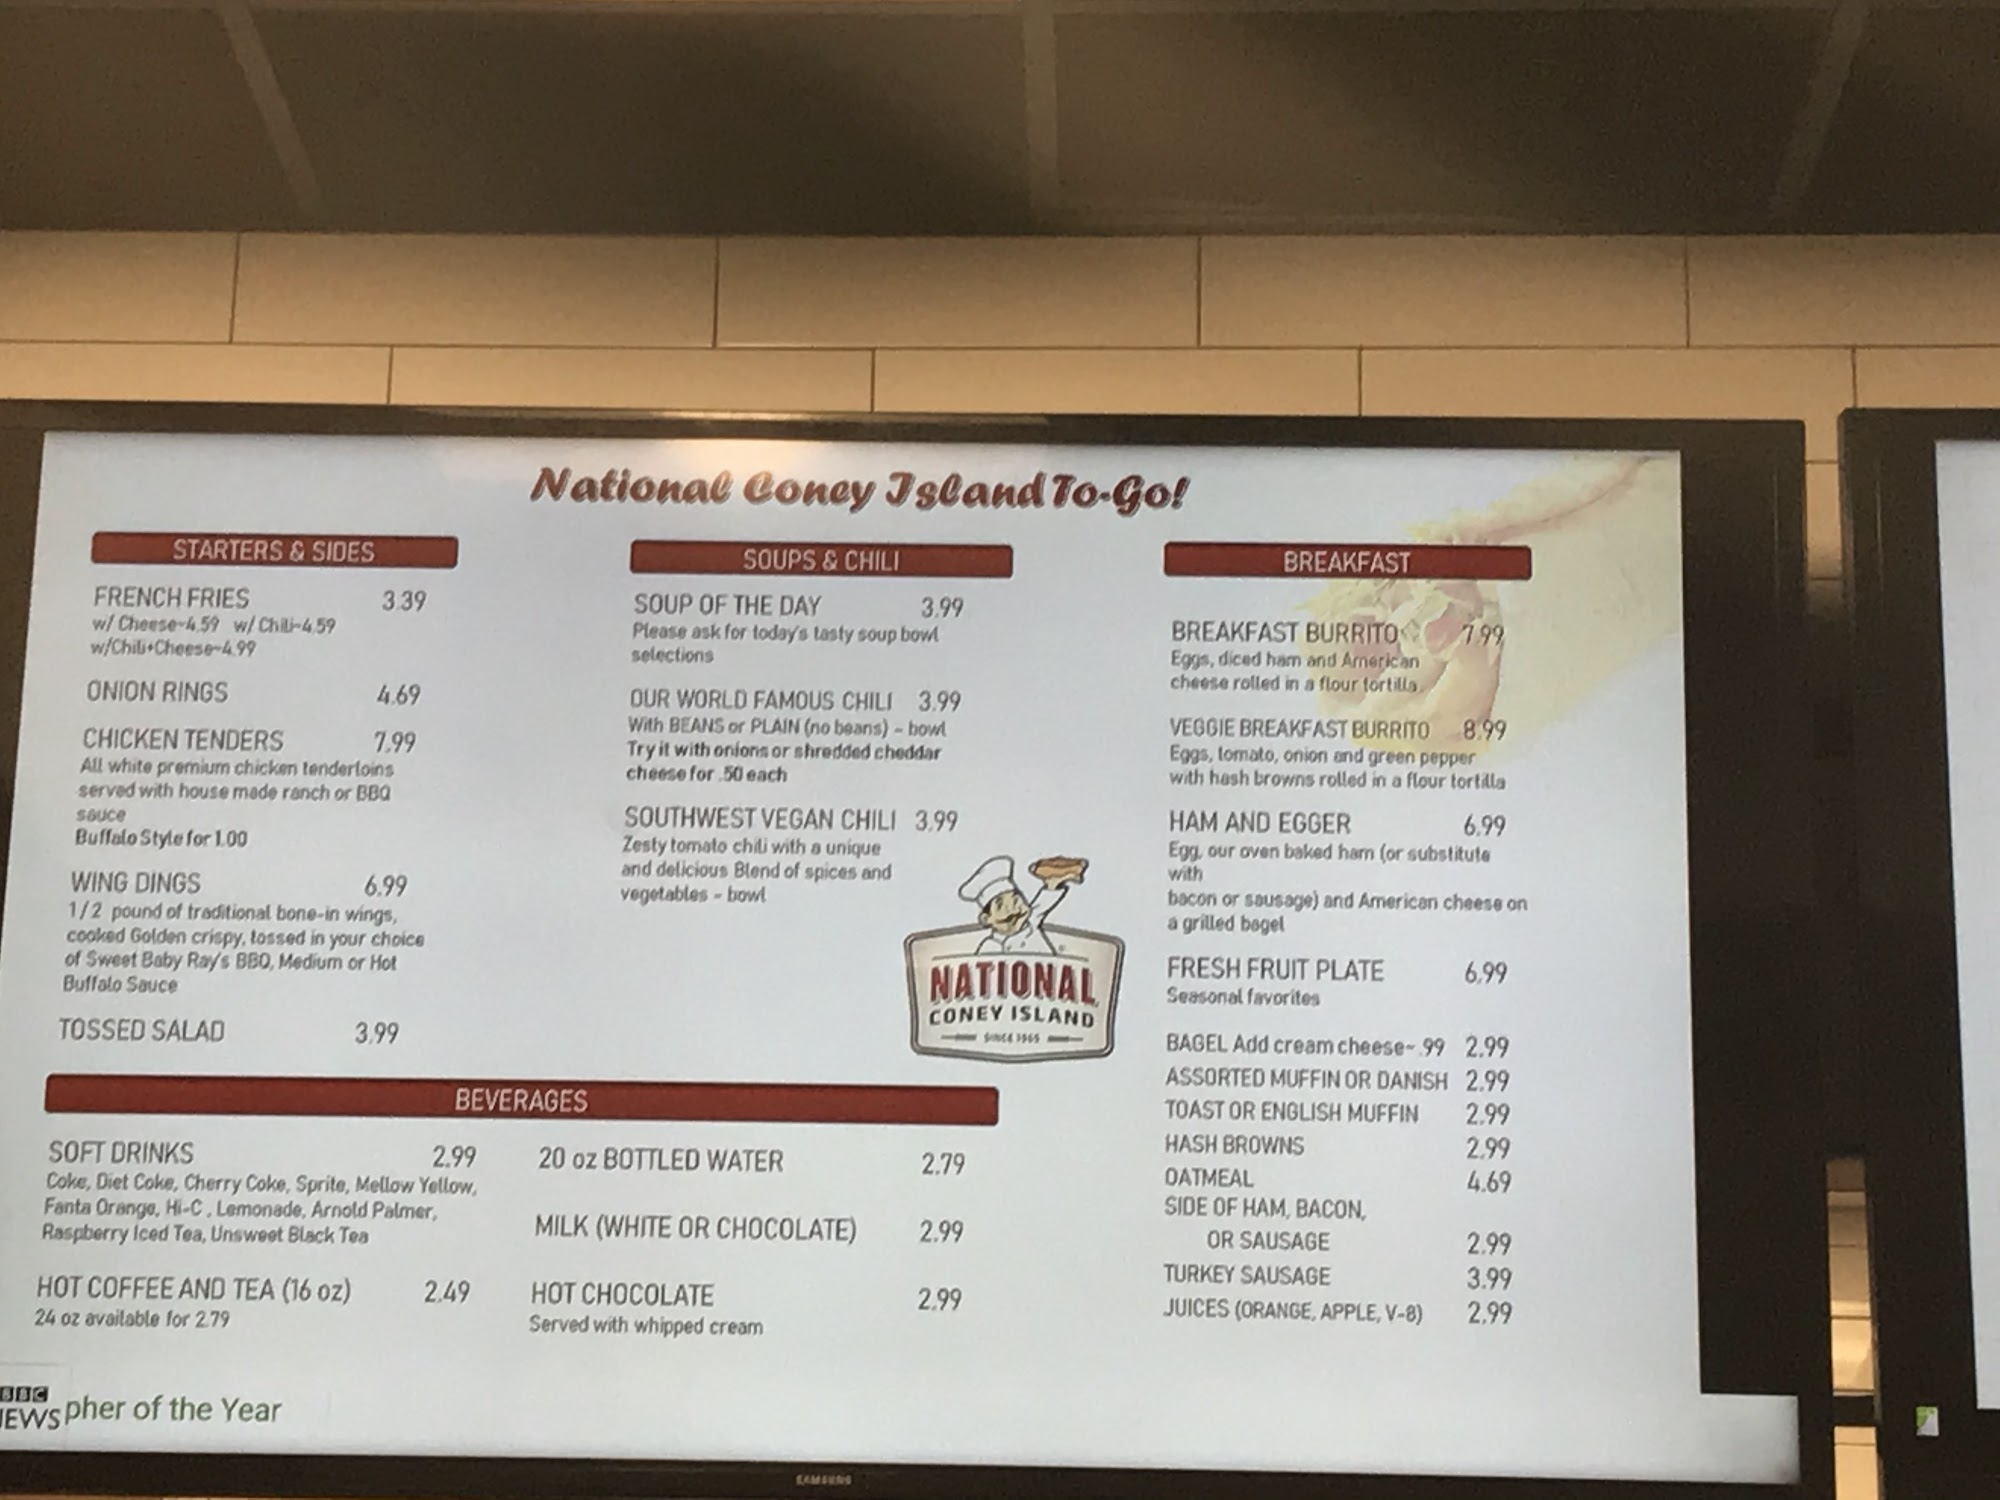 National Coney Island To-Go!
STARTERS & SIDES
FRENCH FRIES 3.39
w/ Cheese~4.59 w/ Chili~4.59
w/Chili+Cheese~4.99
ONION RINGS 4.69
CHICKEN TENDERS 7.99
All white premium chicken tenderloins
served with house made ranch or BBQ
sauce
Buffalo Style for 1.00
WING DINGS 6.99
1/2 pound of traditional bone-in wings,
cooked Golden crispy, tossed in your choice
of Sweet Baby Ray's BBQ, Medium or Hot
Buffalo Sauce
TOSSED SALAD 3.99
SOUPS & CHILI
SOUP OF THE DAY 3.99
Please ask for today's tasty soup bowl
selections
OUR WORLD FAMOUS CHILI 3.99
With BEANS or PLAIN (no beans) - bowl
Try it with onions or shredded cheddar
cheese for .50 each
SOUTHWEST VEGAN CHILI 3.99
Zesty tomato chili with a unique
and delicious Blend of spices and
vegetables - bowl
NATIONAL
CONEY ISLAND
SINCE 1965
BREAKFAST
BREAKFAST BURRITO 7.99
Eggs, diced ham and American
cheese rolled in a flour tortilla.
VEGGIE BREAKFAST BURRITO 8.99
Eggs, tomato, onion and green pepper
with hash browns rolled in a flour tortilla
HAM AND EGGER 6.99
Egg, our oven baked ham (or substitute
with
bacon or sausage) and American cheese on
a grilled bagel
FRESH FRUIT PLATE 6.99
Seasonal favorites
BAGEL Add cream cheese~.99 2.99
ASSORTED MUFFIN OR DANISH 2.99
TOAST OR ENGLISH MUFFIN 2.99
HASH BROWNS 2.99
OATMEAL 4.69
SIDE OF HAM, BACON,
OR SAUSAGE 2.99
TURKEY SAUSAGE 3.99
JUICES (ORANGE, APPLE, V-8) 2.99
BEVERAGES
SOFT DRINKS 2.99
Coke, Diet Coke, Cherry Coke, Sprite, Mellow Yellow,
Fanta Orange, Hi-C , Lemonade, Arnold Palmer,
Raspberry Iced Tea, Unsweet Black Tea
HOT COFFEE AND TEA (16 oz) 2.49
24 oz available for 2.79
20 oz BOTTLED WATER 2.79
MILK (WHITE OR CHOCOLATE) 2.99
HOT CHOCOLATE 2.99
Served with whipped cream
BBC
NEWS pher of the Year
SAMSUNG